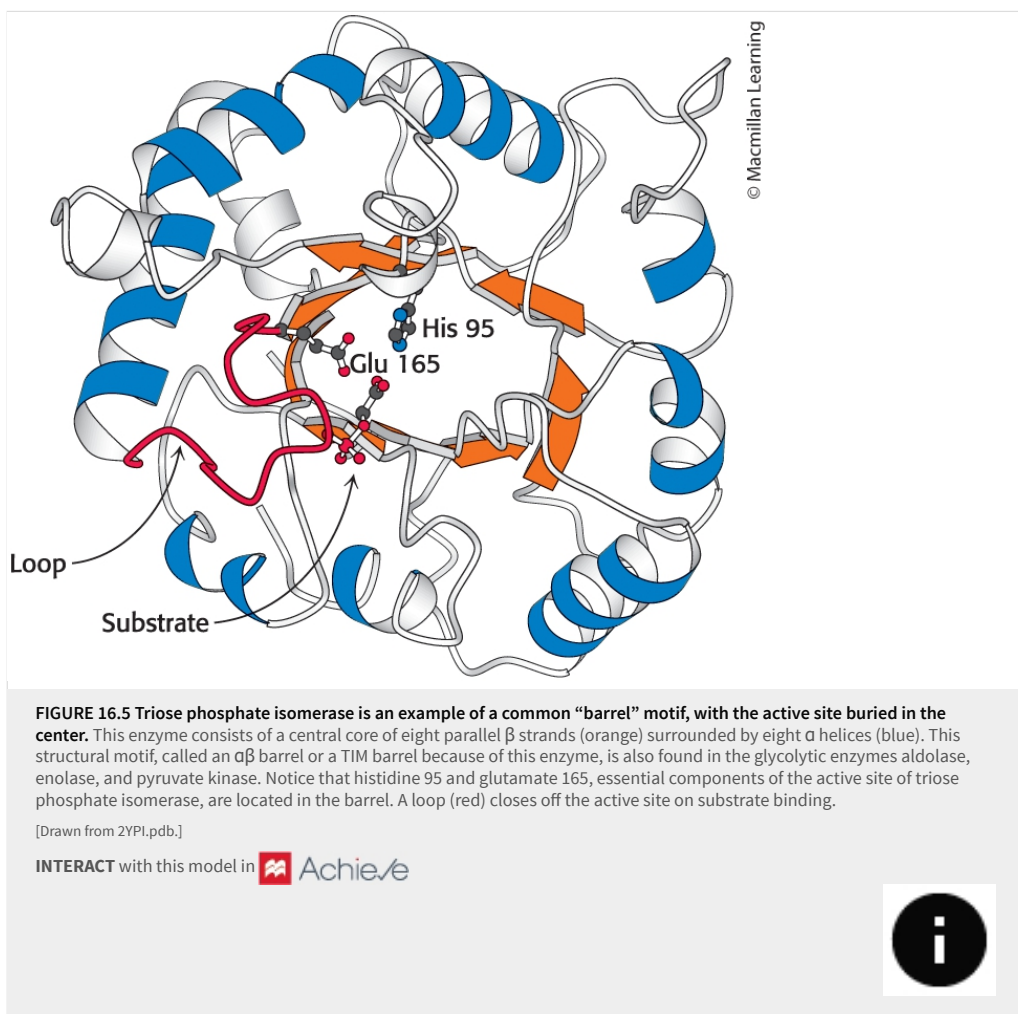 © Macmillan Learning
His 95
Glu 165
Loop
Substrate
FIGURE 16.5 Triose phosphate isomerase is an example of a common “barrel” motif, with the active site buried in the
center. This enzyme consists of a central core of eight parallel β strands (orange) surrounded by eight α helices (blue). This
structural motif, called an αβ barrel or a TIM barrel because of this enzyme, is also found in the glycolytic enzymes aldolase,
enolase, and pyruvate kinase. Notice that histidine 95 and glutamate 165, essential components of the active site of triose
phosphate isomerase, are located in the barrel. A loop (red) closes off the active site on substrate binding.
[Drawn from 2YPI.pdb.]
INTERACT with this model in Achieve
i